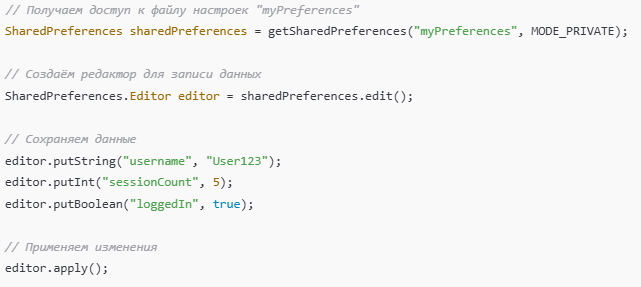 // Получаем доступ к файлу настроек "myPreferences"
SharedPreferences sharedPreferences = getSharedPreferences("myPreferences", MODE_PRIVATE);
// Создаём редактор для записи данных
SharedPreferences.Editor editor = sharedPreferences.edit();
// Сохраняем данные
editor.putString("username", "User123");
editor.putInt("sessionCount", 5);
editor.putBoolean("loggedIn", true);
// Применяем изменения
editor.apply();